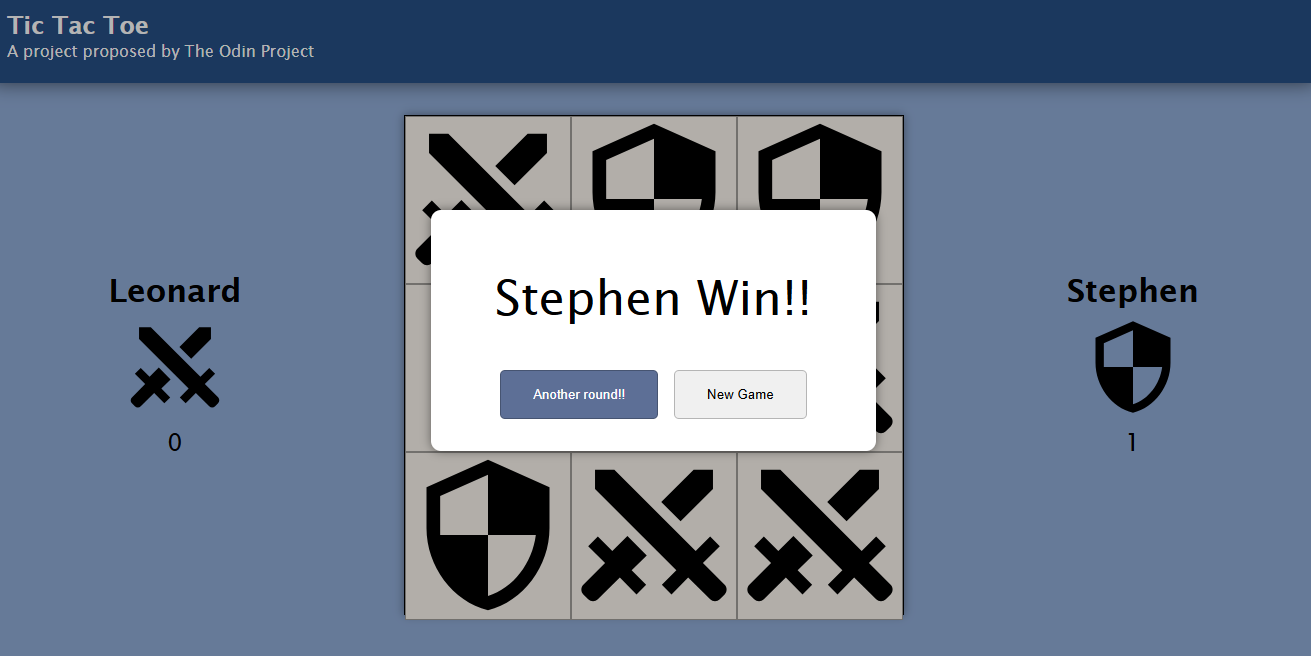 Tic Tac Toe
A project proposed by The Odin Project
Leonard
0
Stephen Win!!
Another round!!
New Game
Stephen
1